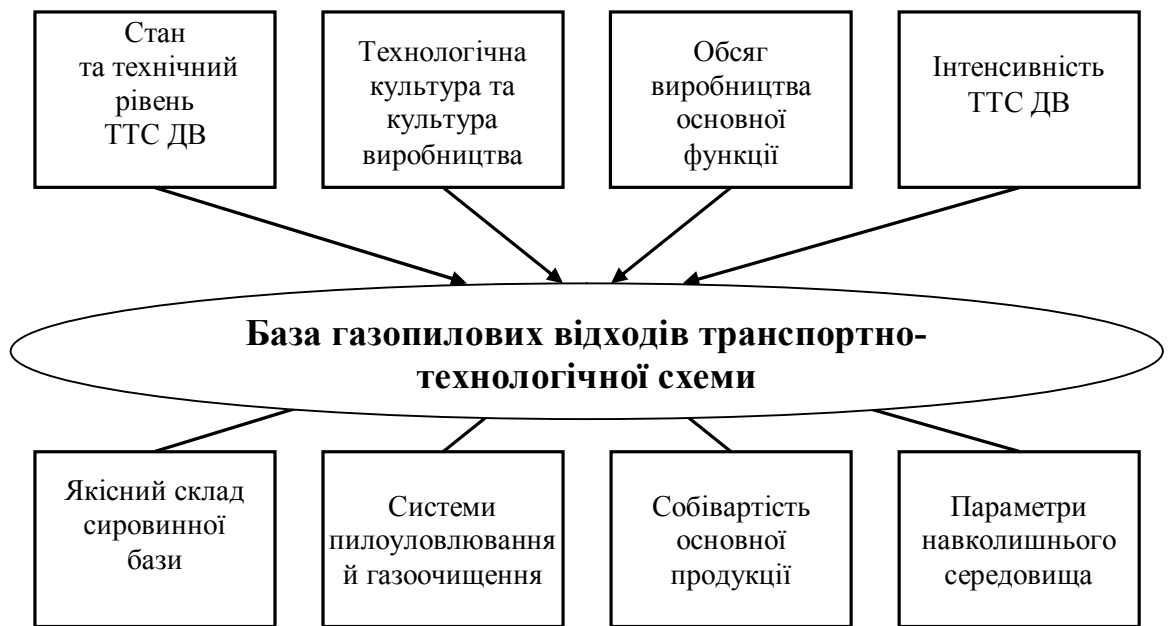 Стан
та технічний
рівень
ТТС ДВ
Технологічна
культура та
культура
виробництва
Обсяг
виробництва
основної
функції
Інтенсивність
ТТС ДВ
База газопилових відходів транспортно-
технологічної схеми
Якісний склад
сировинної
бази
Системи
пилоуловлювання
й газоочищення
Собівартість
основної
продукції
Параметри
навколишнього
середовища